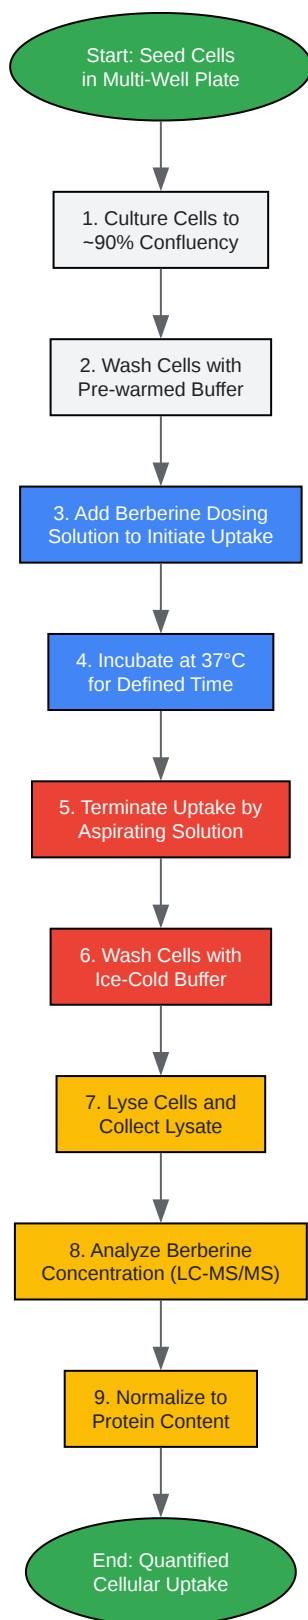 Start: Seed Cells
in Multi-Well Plate
1. Culture Cells to
~90% Confluency
2. Wash Cells with
Pre-warmed Buffer
3. Add Berberine Dosing
Solution to Initiate Uptake
4. Incubate at 37°C
for Defined Time
5. Terminate Uptake by
Aspirating Solution
6. Wash Cells with
Ice-Cold Buffer
7. Lyse Cells and
Collect Lysate
8. Analyze Berberine
Concentration (LC-MS/MS)
9. Normalize to
Protein Content
End: Quantified
Cellular Uptake